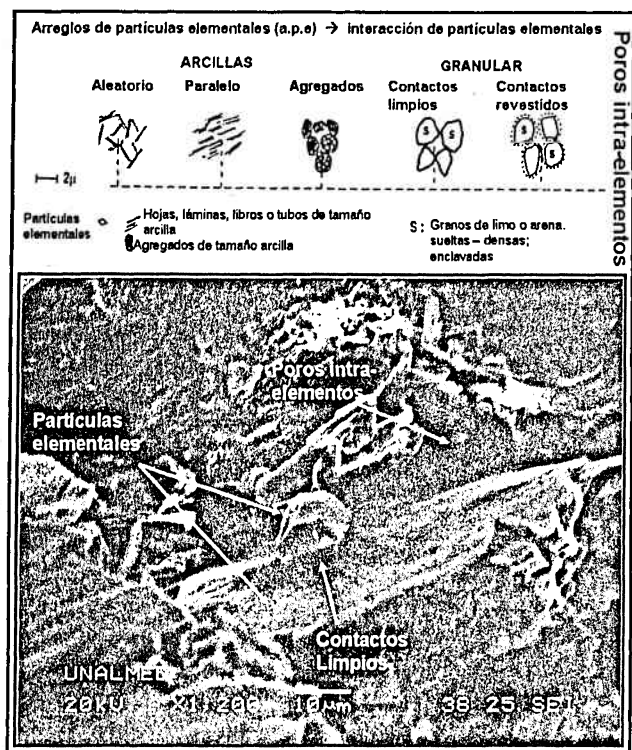 Arreglos de partículas elementales (a.p.e) → interacción de partículas elementales
ARCILLAS
GRANULAR
Aleatorio
Paralelo
Agregados
Contactos limpios
Contactos revestidos
s
s
s
s
2µ
Partículas elementales
Hojas, láminas, libros o tubos de tamaño arcilla
Agregados de tamaño arcilla
S: Granos de limo o arena.
sueltas – densas;
enclavadas
Poros intra-elementos
Poros Intra-
elementos
Partículas
elementales
Contactos
Limpios
UNALMED
20kV X1,200 10µm 38 25 SEI